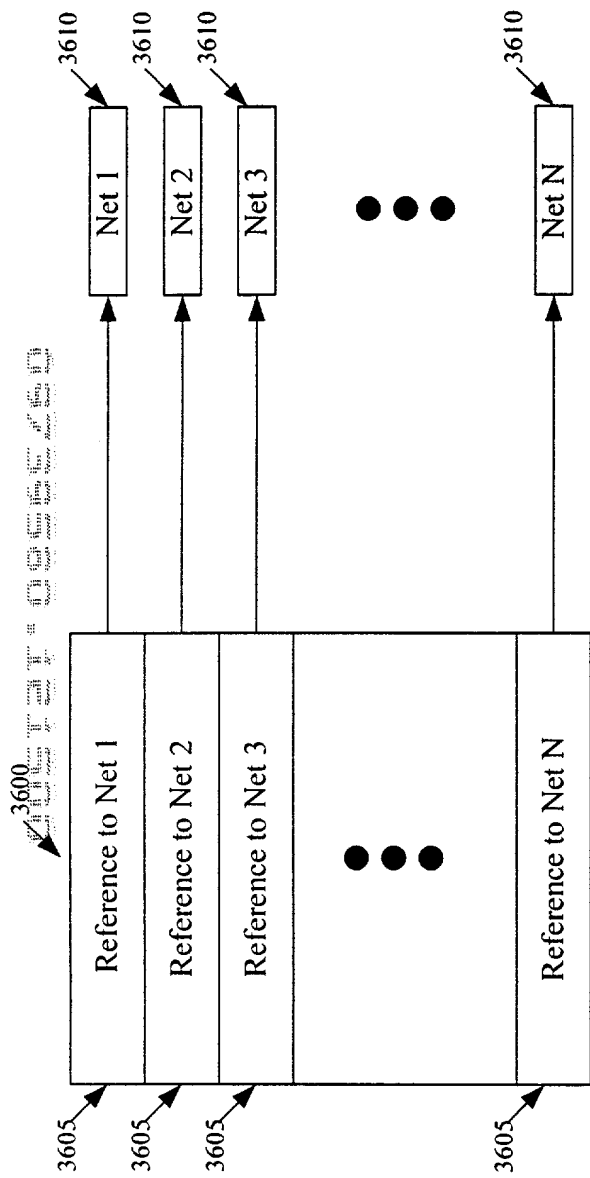 3600
3605
Reference to Net 1
Net 1
3610
3605
Reference to Net 2
Net 2
3610
3605
Reference to Net 3
Net 3
3610
3605
Reference to Net N
Net N
3610